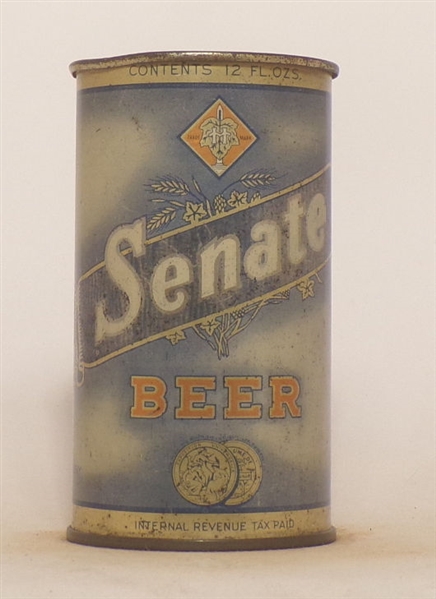 CONTENTS 12 FL.OZS.
Senate
BEER
INTERNAL REVENUE TAX PAID